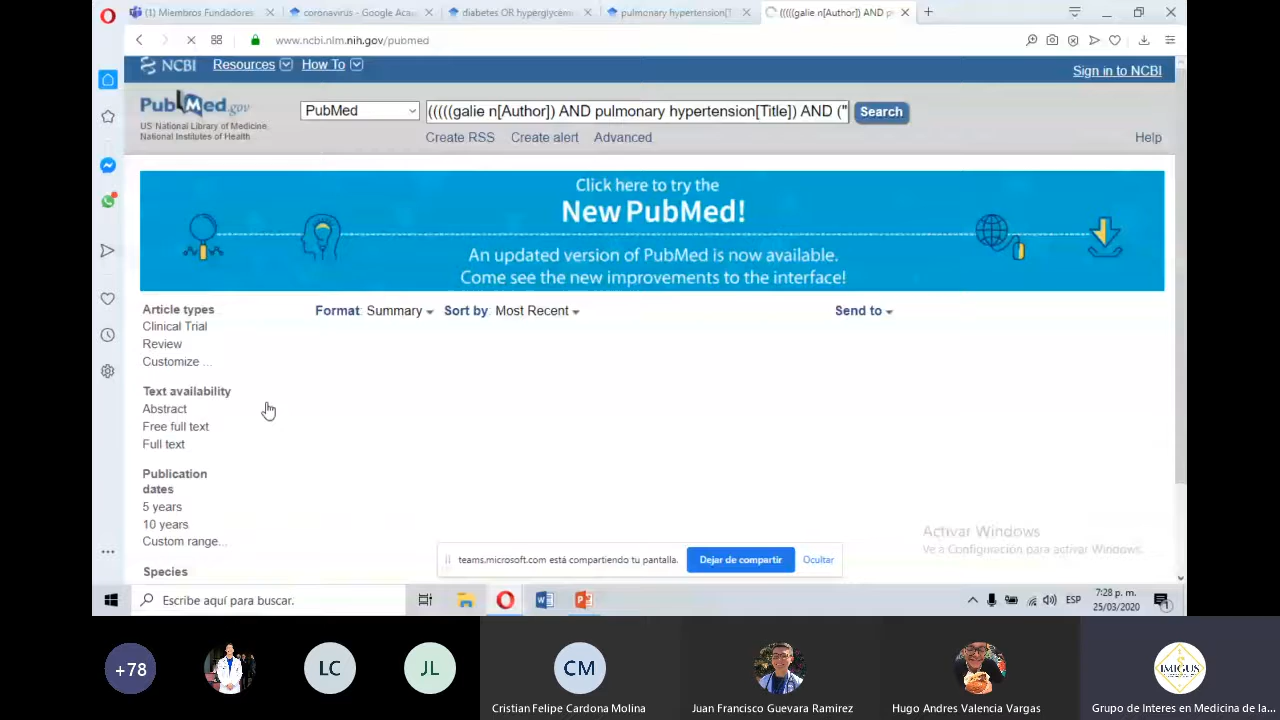 (1) Miembros Fundadores
coronavirus - Google Aca
diabetes OR hyperglycem
pulmonary hypertension[T
(((((galie n[Author]) AND p
www.ncbi.nlm.nih.gov/pubmed
NCBI Resources How To
Sign in to NCBI
PubMed.gov
US National Library of Medicine
National Institutes of Health
PubMed
(((((galie n[Author]) AND pulmonary hypertension[Title]) AND ("
Search
Create RSS Create alert Advanced
Help
Click here to try the
New PubMed!
An updated version of PubMed is now available.
Come see the new improvements to the interface!
Article types
Clinical Trial
Review
Customize ...
Format: Summary Sort by: Most Recent
Send to
Text availability
Abstract
Free full text
Full text
Publication
dates
5 years
10 years
Custom range...
Species
Activar Windows
Ve a Configuración para activar Windows.
teams.microsoft.com está compartiendo tu pantalla.
Dejar de compartir
Ocultar
Escribe aquí para buscar.
ESP
7:28 p. m.
25/03/2020
1
+78
LC
JL
CM
IMIGUS
Cristian Felipe Cardona Molina
Juan Francisco Guevara Ramirez
Hugo Andres Valencia Vargas
Grupo de Interes en Medicina de la...